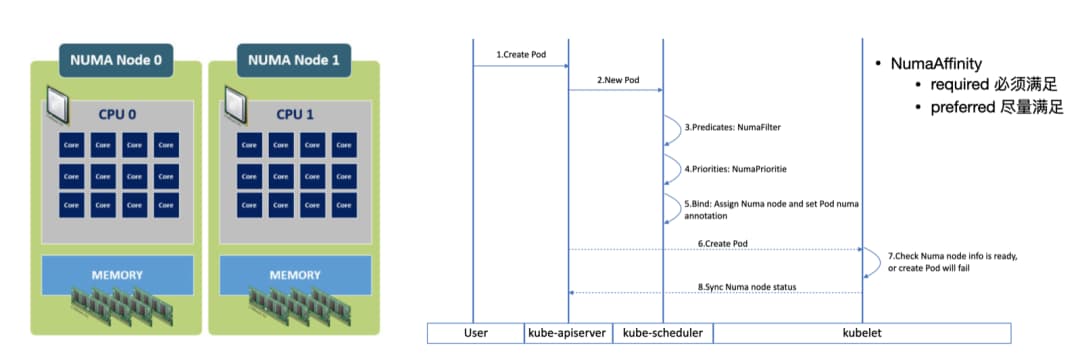 NUMA Node 0
CPU 0
Core Core Core Core
Core Core Core Core
Core Core Core Core
MEMORY
NUMA Node 1
CPU 1
Core Core Core Core
Core Core Core Core
Core Core Core Core
MEMORY
1.Create Pod
2.New Pod
3.Predicates: NumaFilter
4.Priorities: NumaPrioritie
5.Bind: Assign Numa node and set Pod numa
annotation
6.Create Pod
7.Check Numa node info is ready,
or create Pod will fail
8.Sync Numa node status
User
kube-apiserver
kube-scheduler
kubelet
• NumaAffinity
• required 必须满足
• preferred 尽量满足